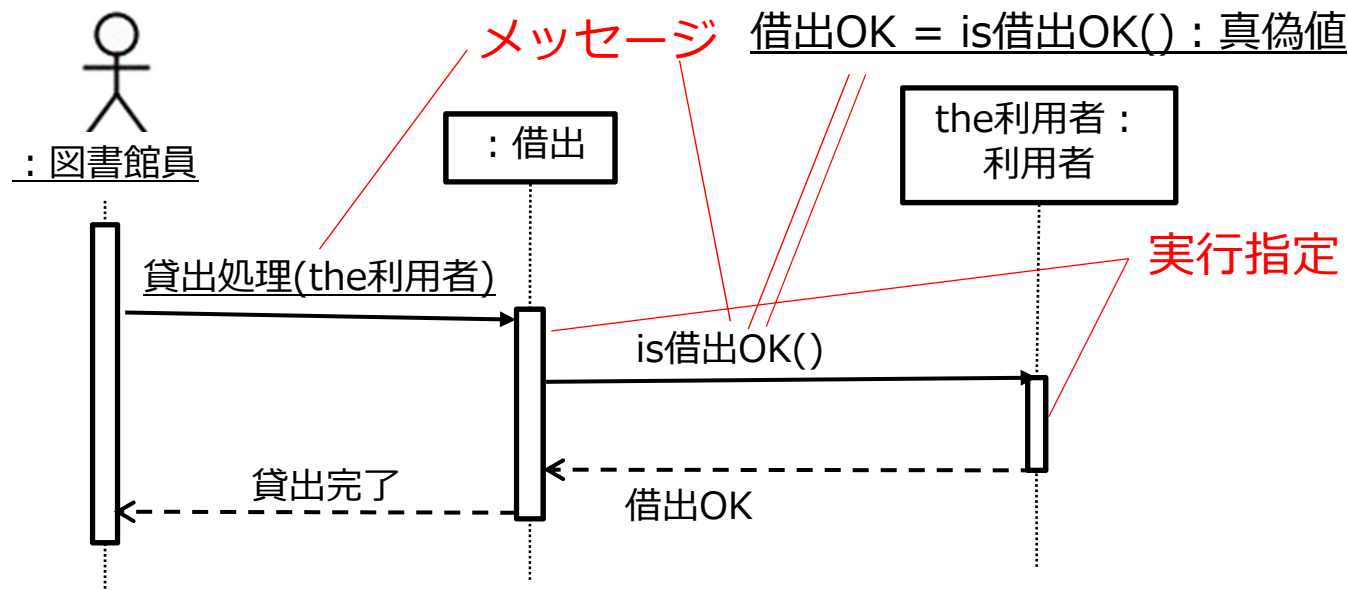 メッセージ
借出OK = is借出OK() : 真偽値
: 図書館員
: 借出
the利用者 :
利用者
実行指定
貸出処理(the利用者)
is借出OK()
貸出完了
借出OK